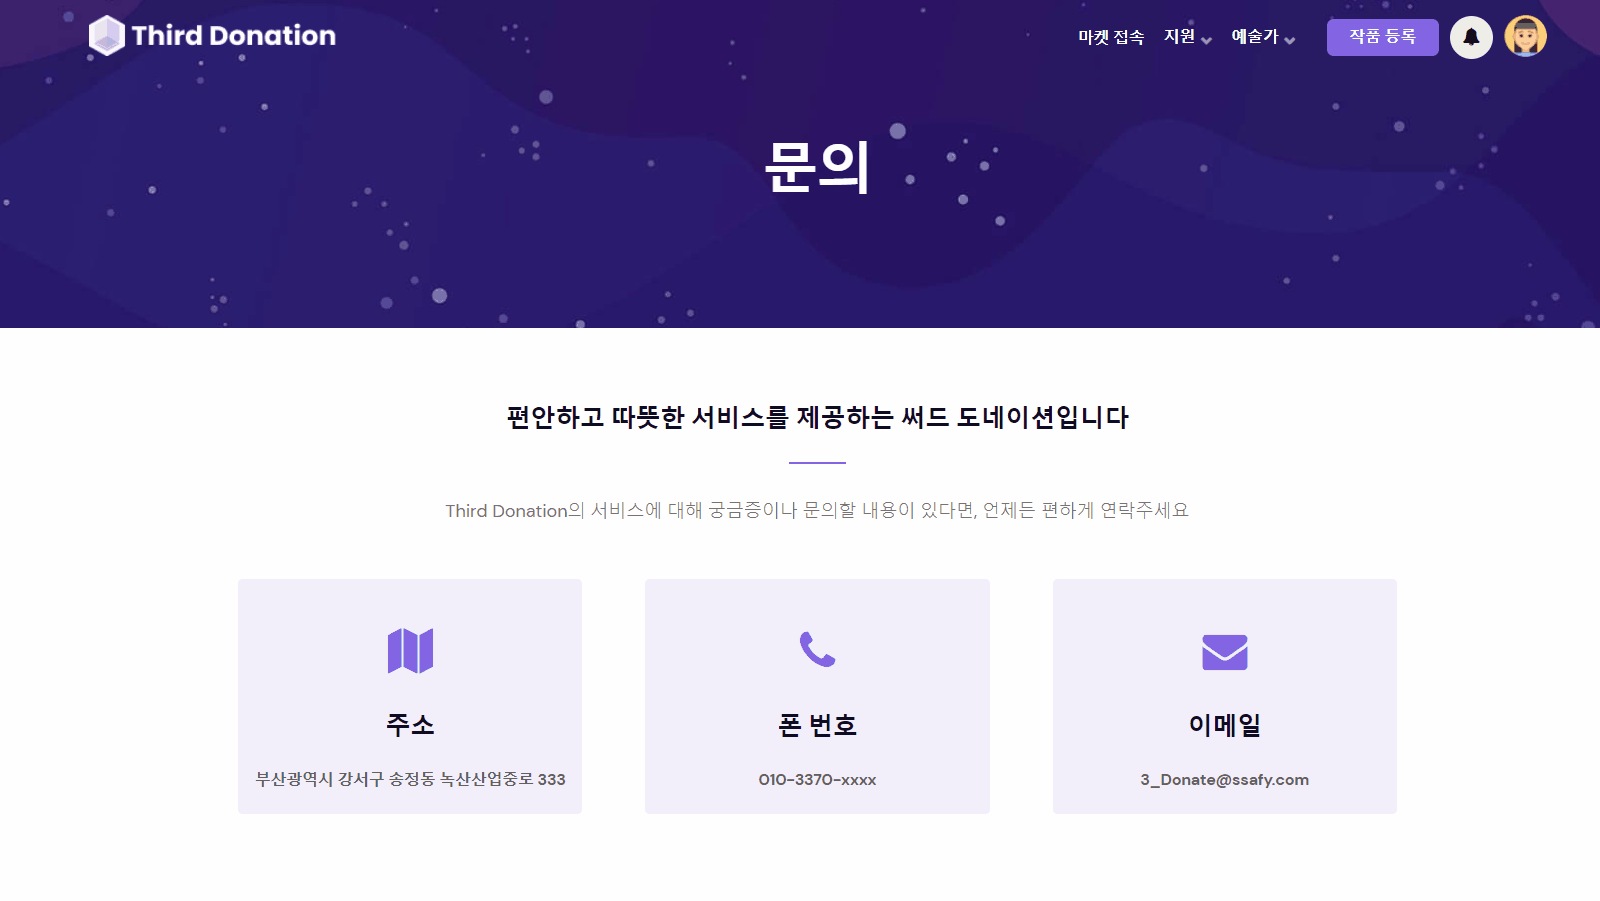 Third Donation
마켓 접속
지원
예술가
작품 등록
문의
편안하고 따뜻한 서비스를 제공하는 써드 도네이션입니다
Third Donation의 서비스에 대해 궁금증이나 문의할 내용이 있다면, 언제든 편하게 연락주세요
주소
부산광역시 강서구 송정동 녹산산업중로 333
폰 번호
010-3370-xxxx
이메일
3_Donate@ssafy.com